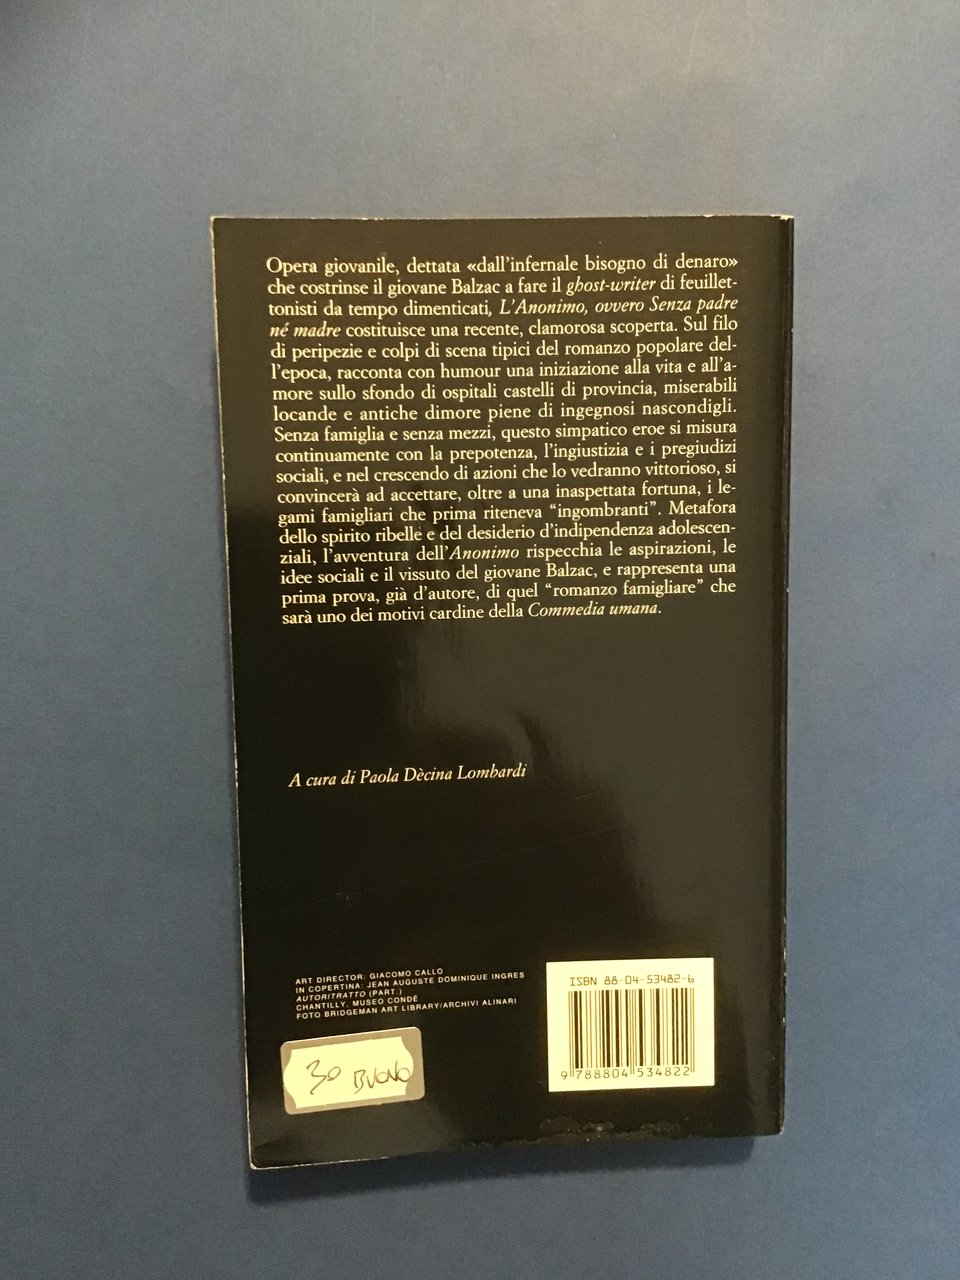 Opera giovanile, dettata «dall'infernale bisogno di denaro»
che costrinse il giovane Balzac a fare il ghost-writer di feuillet-
tonisti da tempo dimenticati, L'Anonimo, ovvero Senza padre
né madre costituisce una recente, clamorosa scoperta. Sul filo
di peripezie e colpi di scena tipici del romanzo popolare del-
l'epoca, racconta con humour una iniziazione alla vita e all'a-
more sullo sfondo di ospitali castelli di provincia, miserabili
locande e antiche dimore piene di ingegnosi nascondigli.
Senza famiglia e senza mezzi, questo simpatico eroe si misura
continuamente con la prepotenza, l'ingiustizia e i pregiudizi
sociali, e nel crescendo di azioni che lo vedranno vittorioso, si
convincerà ad accettare, oltre a una inaspettata fortuna, i le-
gami famigliari che prima riteneva “ingombranti”. Metafora
dello spirito ribelle e del desiderio d'indipendenza adolescen-
ziali, l'avventura dell'Anonimo rispecchia le aspirazioni, le
idee sociali e il vissuto del giovane Balzac, e rappresenta una
prima prova, già d'autore, di quel “romanzo famigliare” che
sarà uno dei motivi cardine della Commedia umana.
A cura di Paola Dècina Lombardi
ART DIRECTOR: GIACOMO CALLO
IN COPERTINA: JEAN AUGUSTE DOMINIQUE INGRES
AUTORITRATTO (PART.)
CHANTILLY, MUSEO CONDÉ
FOTO BRIDGEMAN ART LIBRARY/ARCHIVI ALINARI
ISBN 88-04-53482-6
9 788804 534822
30 BUONO